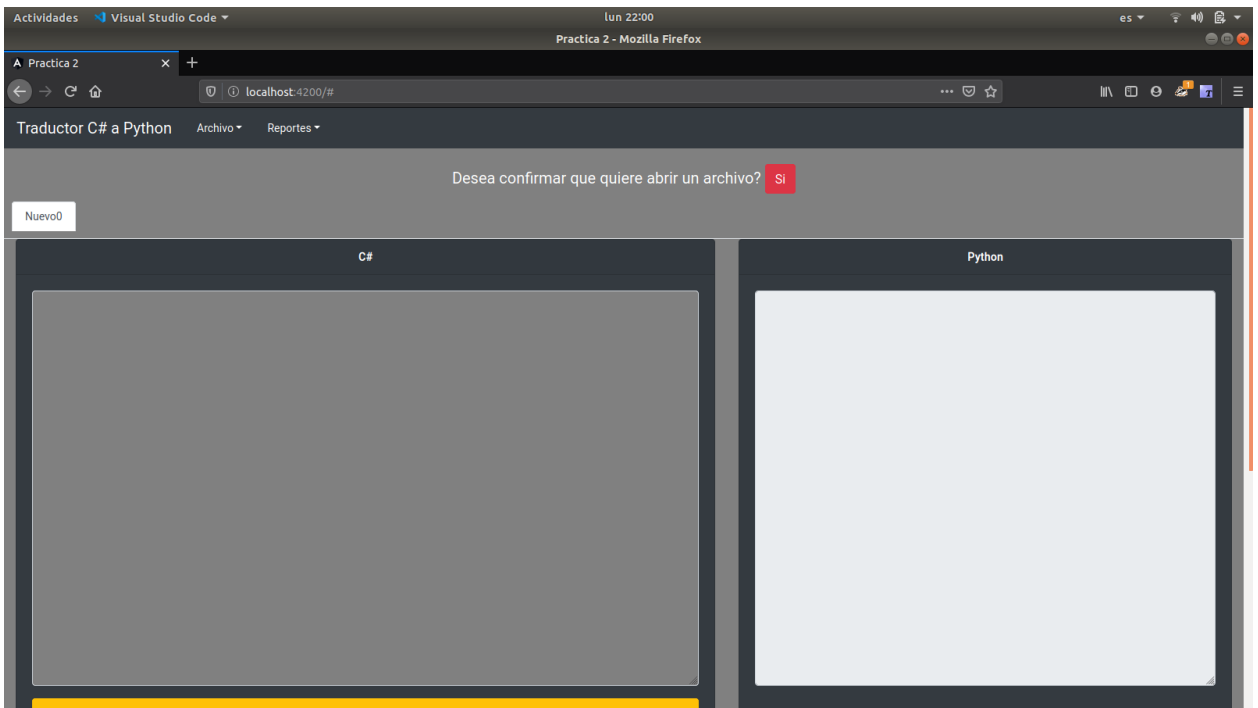 Actividades Visual Studio Code lun 22:00 es
Practica 2 - Mozilla Firefox
Practica 2
localhost:4200/#
Traductor C# a Python Archivo Reportes
Desea confirmar que quiere abrir un archivo? Si
Nuevo0
C# Python